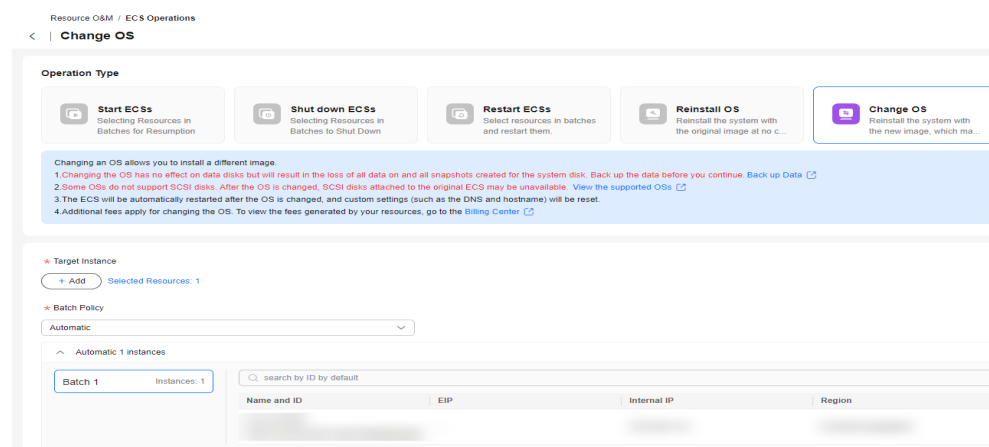 Resource O&M / ECS Operations
Change OS
Operation Type
Start ECSs
Selecting Resources in
Batches for Resumption
Shut down ECSs
Selecting Resources in
Batches to Shut Down
Restart ECSs
Select resources in batches
and restart them.
Reinstall OS
Reinstall the system with
the original image at no c...
Change OS
Reinstall the system with
the new image, which ma...
Changing an OS allows you to install a different image.
1.Changing the OS has no effect on data disks but will result in the loss of all data on and all snapshots created for the system disk. Back up the data before you continue. Back up Data
2.Some OSs do not support SCSI disks. After the OS is changed, SCSI disks attached to the original ECS may be unavailable. View the supported OSs
3.The ECS will be automatically restarted after the OS is changed, and custom settings (such as the DNS and hostname) will be reset.
4.Additional fees apply for changing the OS. To view the fees generated by your resources, go to the Billing Center
* Target Instance
+ Add Selected Resources: 1
* Batch Policy
Automatic
Automatic 1 instances
Batch 1 Instances: 1
search by ID by default
Name and ID EIP Internal IP Region